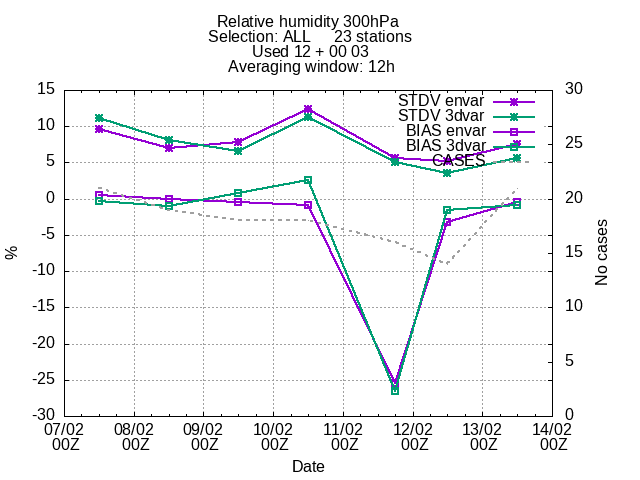 Relative humidity 300hPa
Selection: ALL 23 stations
Used 12 + 00 03
Averaging window: 12h
STDV envar
STDV 3dvar
BIAS envar
BIAS 3dvar
CASES
%
15
10
5
0
-5
-10
-15
-20
-25
-30
No cases
30
25
20
15
10
5
0
07/02 08/02 09/02 10/02 11/02 12/02 13/02 14/02
00Z 00Z 00Z 00Z 00Z 00Z 00Z 00Z
Date